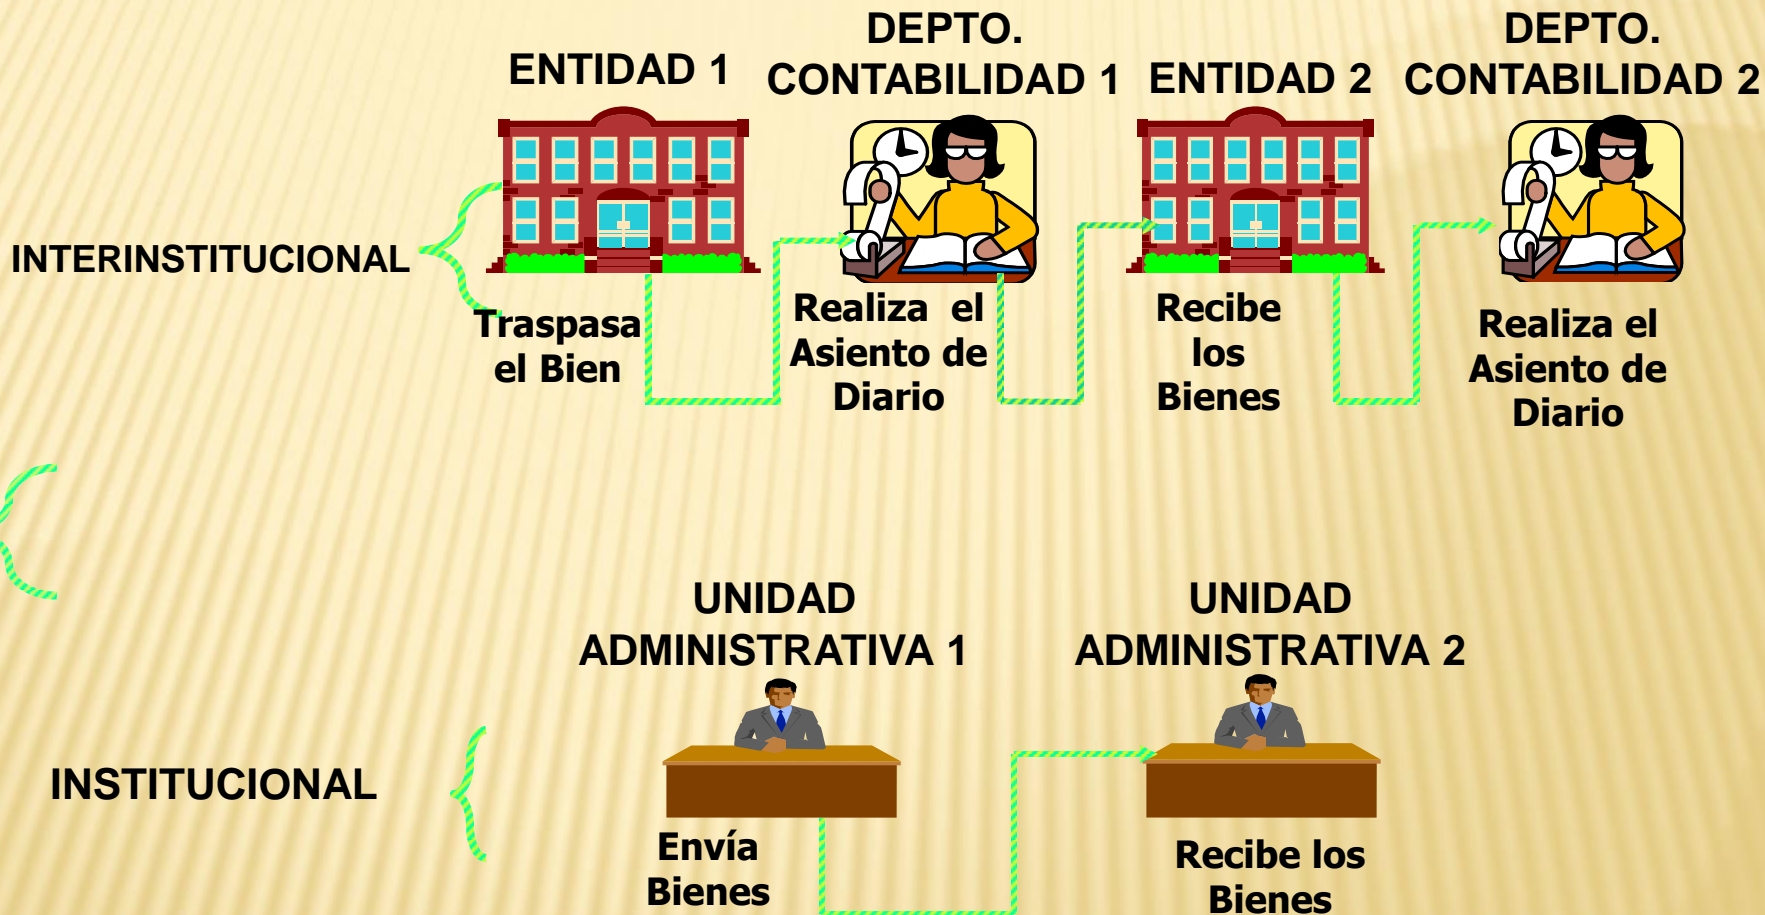 ENTIDAD 1
DEPTO.
CONTABILIDAD 1
ENTIDAD 2
DEPTO.
CONTABILIDAD 2
INTERINSTITUCIONAL
Traspasa
el Bien
Realiza el
Asiento de
Diario
Recibe
los
Bienes
Realiza el
Asiento de
Diario
UNIDAD
ADMINISTRATIVA 1
UNIDAD
ADMINISTRATIVA 2
INSTITUCIONAL
Envía
Bienes
Recibe los
Bienes